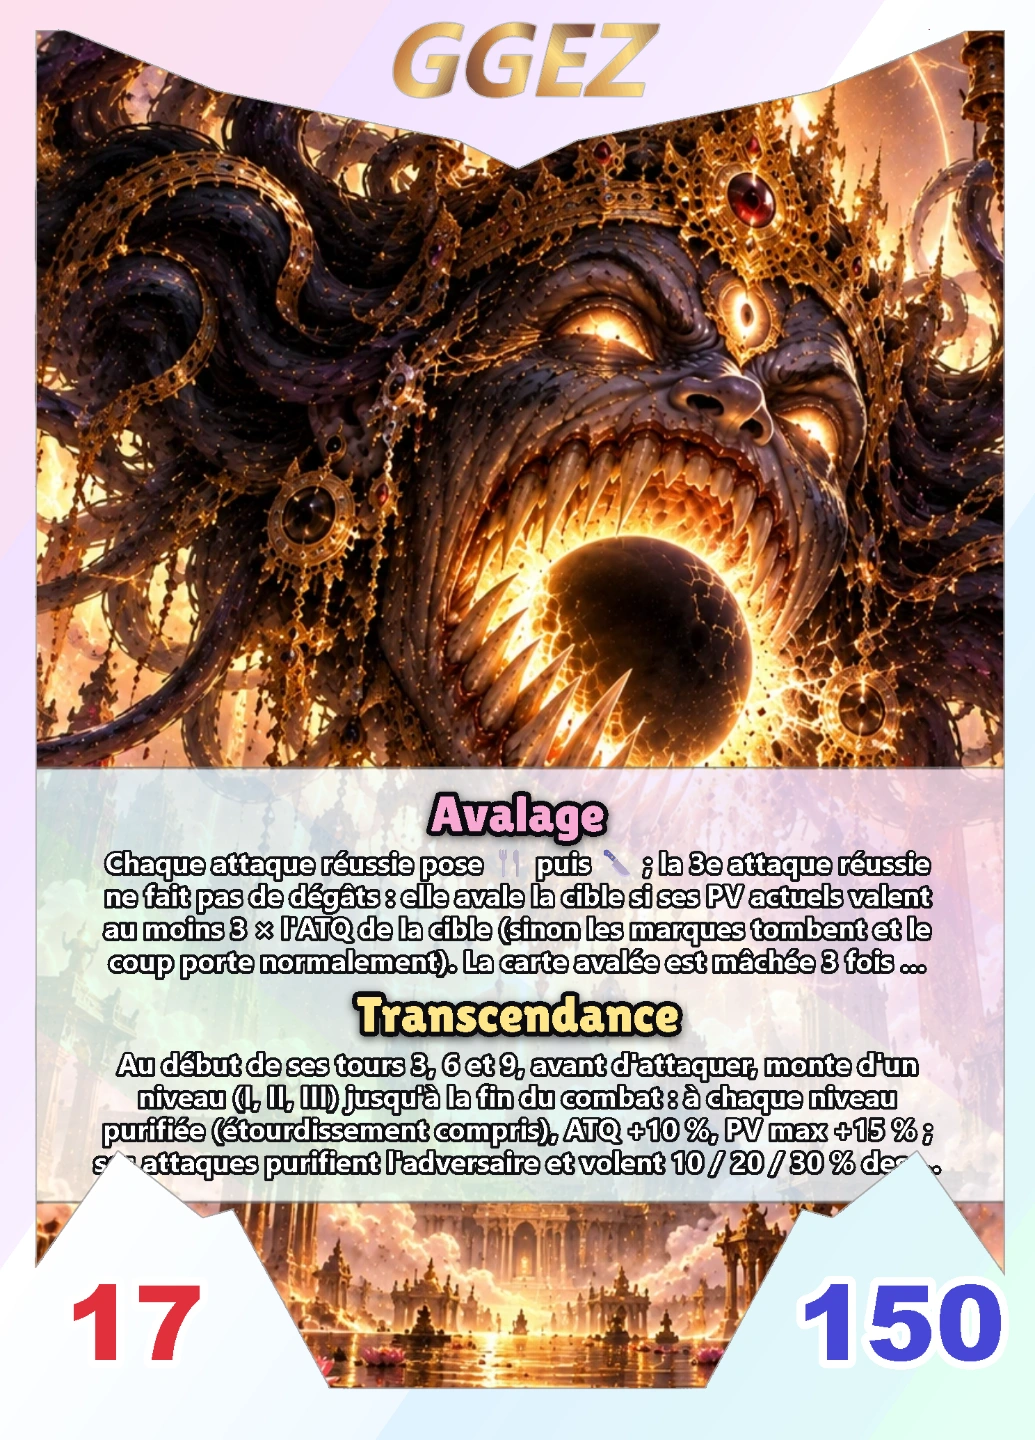 GGEZ
Avalage
Chaque attaque réussie pose 🍴 puis 🔪 ; la 3e attaque réussie
ne fait pas de dégâts : elle avale la cible si ses PV actuels valent
au moins 3 × l'ATQ de la cible (sinon les marques tombent et le
coup porte normalement). La carte avalée est mâchée 3 fois ...
Transcendance
Au début de ses tours 3, 6 et 9, avant d'attaquer, monte d'un
niveau (I, II, III) jusqu'à la fin du combat : à chaque niveau
purifiée (étourdissement compris), ATQ +10 %, PV max +15 % ;
attaques purifient l'adversaire et volent 10 / 20 / 30 %
17
150